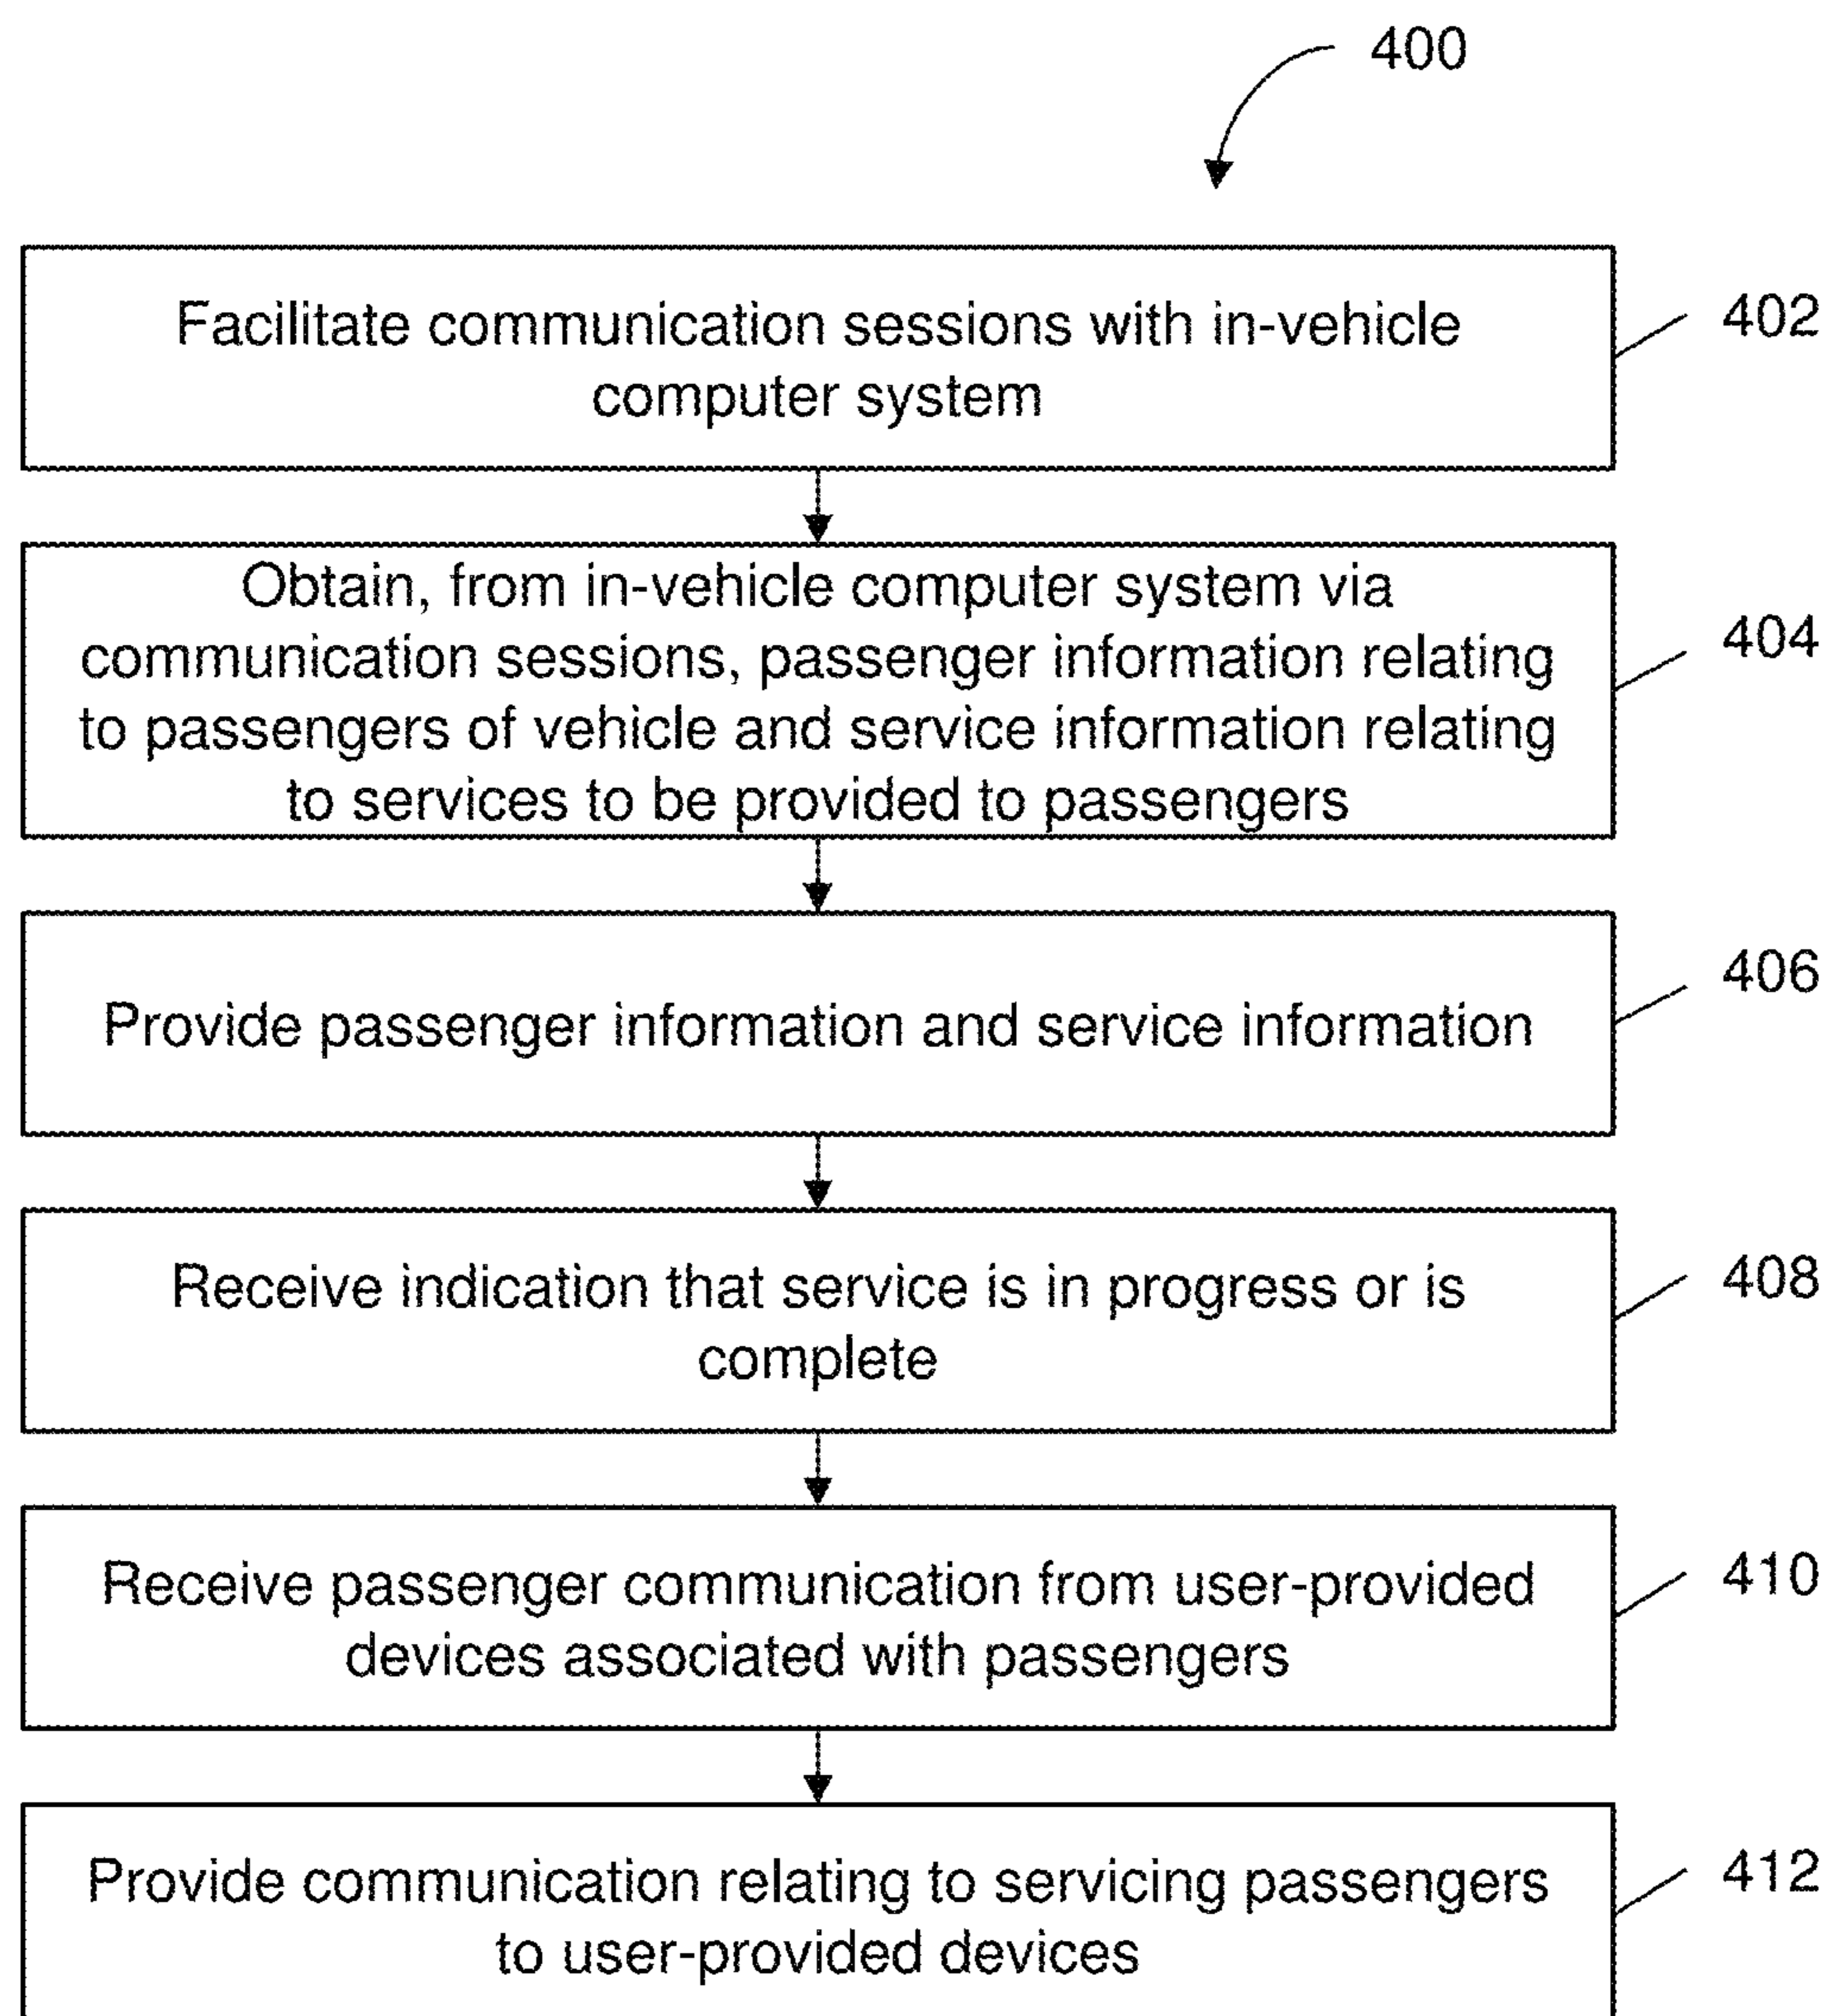 400
Facilitate communication sessions with in-vehicle
computer system
402
Obtain, from in-vehicle computer system via
communication sessions, passenger information relating
to passengers of vehicle and service information relating
to services to be provided to passengers
404
Provide passenger information and service information
406
Receive indication that service is in progress or is
complete
408
Receive passenger communication from user-provided
devices associated with passengers
410
Provide communication relating to servicing passengers
to user-provided devices
412